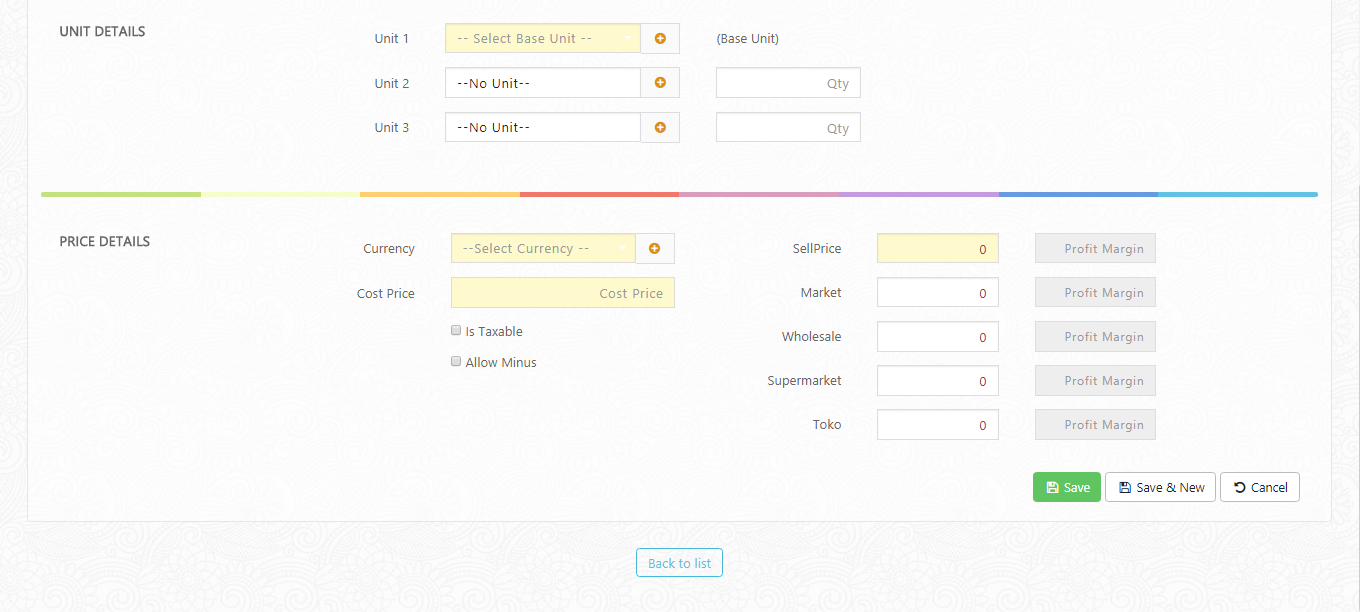 UNIT DETAILS
Unit 1 -- Select Base Unit -- (Base Unit)
Unit 2 --No Unit-- Qty
Unit 3 --No Unit-- Qty
PRICE DETAILS
Currency --Select Currency -- SellPrice 0 Profit Margin
Cost Price Cost Price Market 0 Profit Margin
Is Taxable Wholesale 0 Profit Margin
Allow Minus Supermarket 0 Profit Margin
Toko 0 Profit Margin
Save Save & New Cancel
Back to list